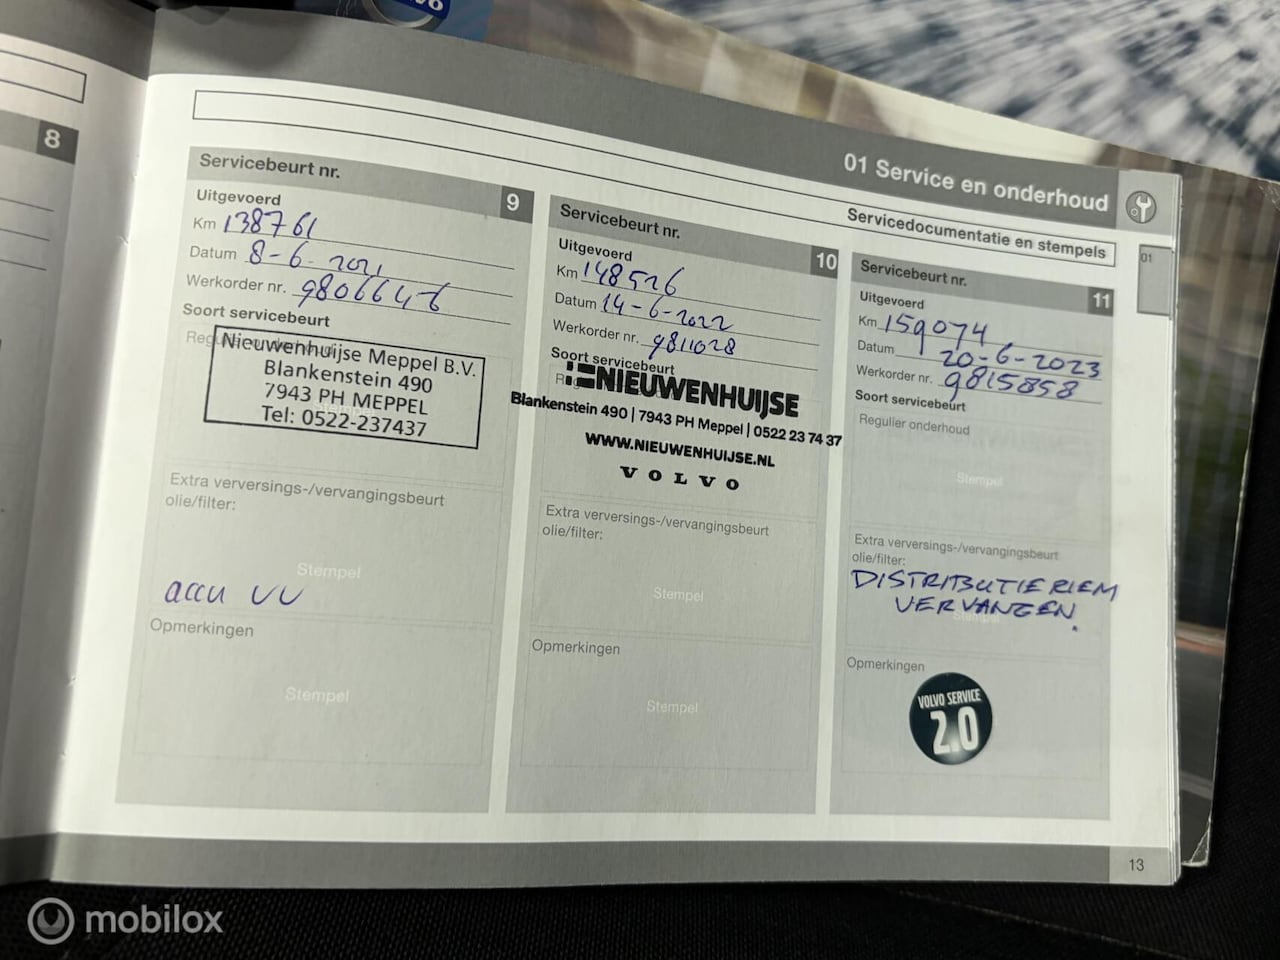 VO
8
01 Service en onderhoud
Servicedocumentatie en stempels
01
Servicebeurt nr.
9
Uitgevoerd
Km 138761
Datum 8-6-2021
Werkorder nr. 9806646
Soort servicebeurt
Nieuwenhuijse Meppel B.V.
Blankenstein 490
7943 PH MEPPEL
Tel: 0522-237437
Extra verversings-/vervangingsbeurt
olie/filter:
Stempel
accu vv
Opmerkingen
Stempel
Servicebeurt nr.
10
Uitgevoerd
Km 148526
Datum 14-6-2022
Werkorder nr. 9811028
Soort servicebeurt
NIEUWENHUIJSE
Blankenstein 490 | 7943 PH Meppel | 0522 23 74 37
WWW.NIEUWENHUIJSE.NL
VOLVO
Extra verversings-/vervangingsbeurt
olie/filter:
Stempel
Opmerkingen
Stempel
Servicebeurt nr.
11
Uitgevoerd
Km 159074
Datum 20-6-2023
Werkorder nr. 9815858
Soort servicebeurt
Regulier onderhoud
Stempel
Extra verversings-/vervangingsbeurt
olie/filter:
DISTRIBUTIERIEM
VERVANGEN.
Stempel
Opmerkingen
VOLVO SERVICE
2.0
13
mobilox